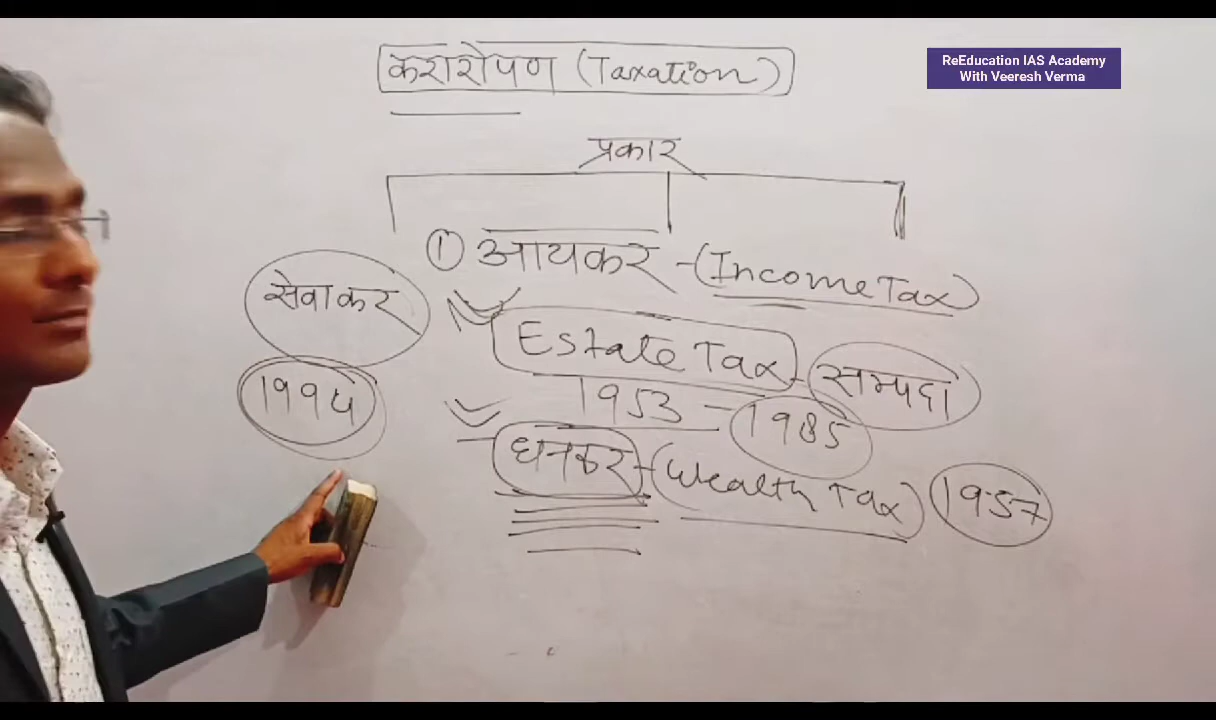 ReEducation IAS Academy
With Veeresh Verma
करारोपण (Taxation)
प्रकार
① आयकर - (Income Tax)
सेवाकर
Estate Tax - सम्पदा
1994
1953 - 1985
धनकर - (Wealth Tax) 1957